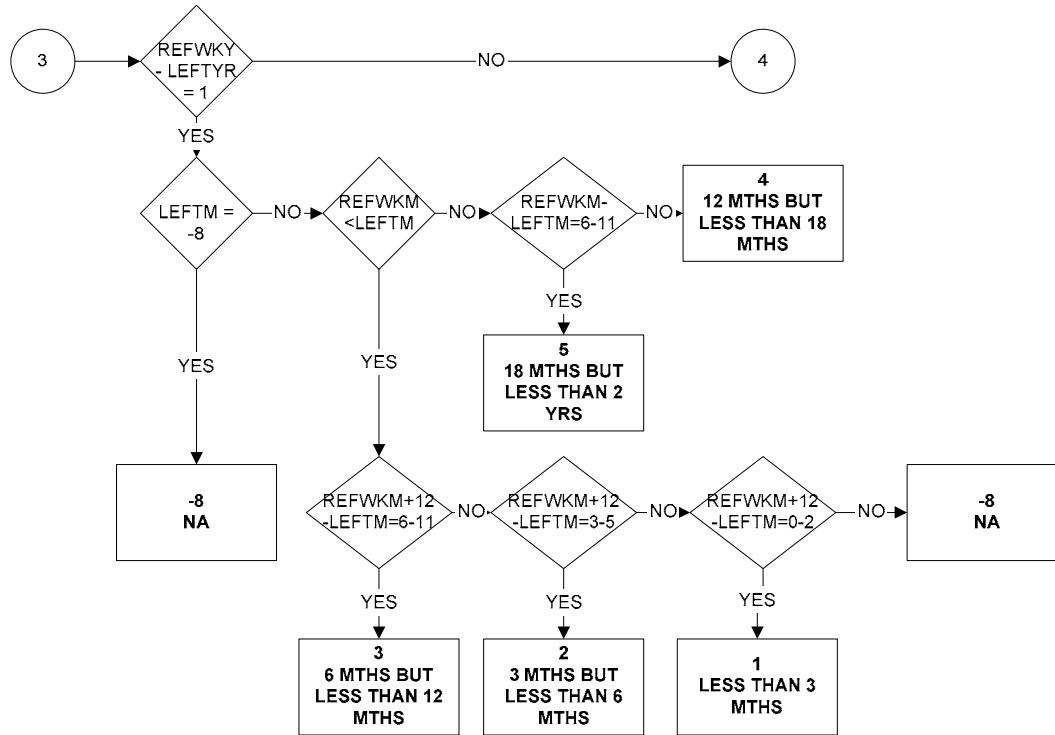 3
REFWKY
- LEFTYR
= 1
NO
4
YES
LEFTM =
-8
NO
REFWKM
<LEFTM
NO
REFWKM-
LEFTM=6-11
NO
4
12 MTHS BUT
LESS THAN 18
MTHS
YES
5
18 MTHS BUT
LESS THAN 2
YRS
YES
YES
-8
NA
REFWKM+12
-LEFTM=6-11
NO
REFWKM+12
-LEFTM=3-5
NO
REFWKM+12
-LEFTM=0-2
NO
-8
NA
YES
YES
YES
3
6 MTHS BUT
LESS THAN 12
MTHS
2
3 MTHS BUT
LESS THAN 6
MTHS
1
LESS THAN 3
MTHS